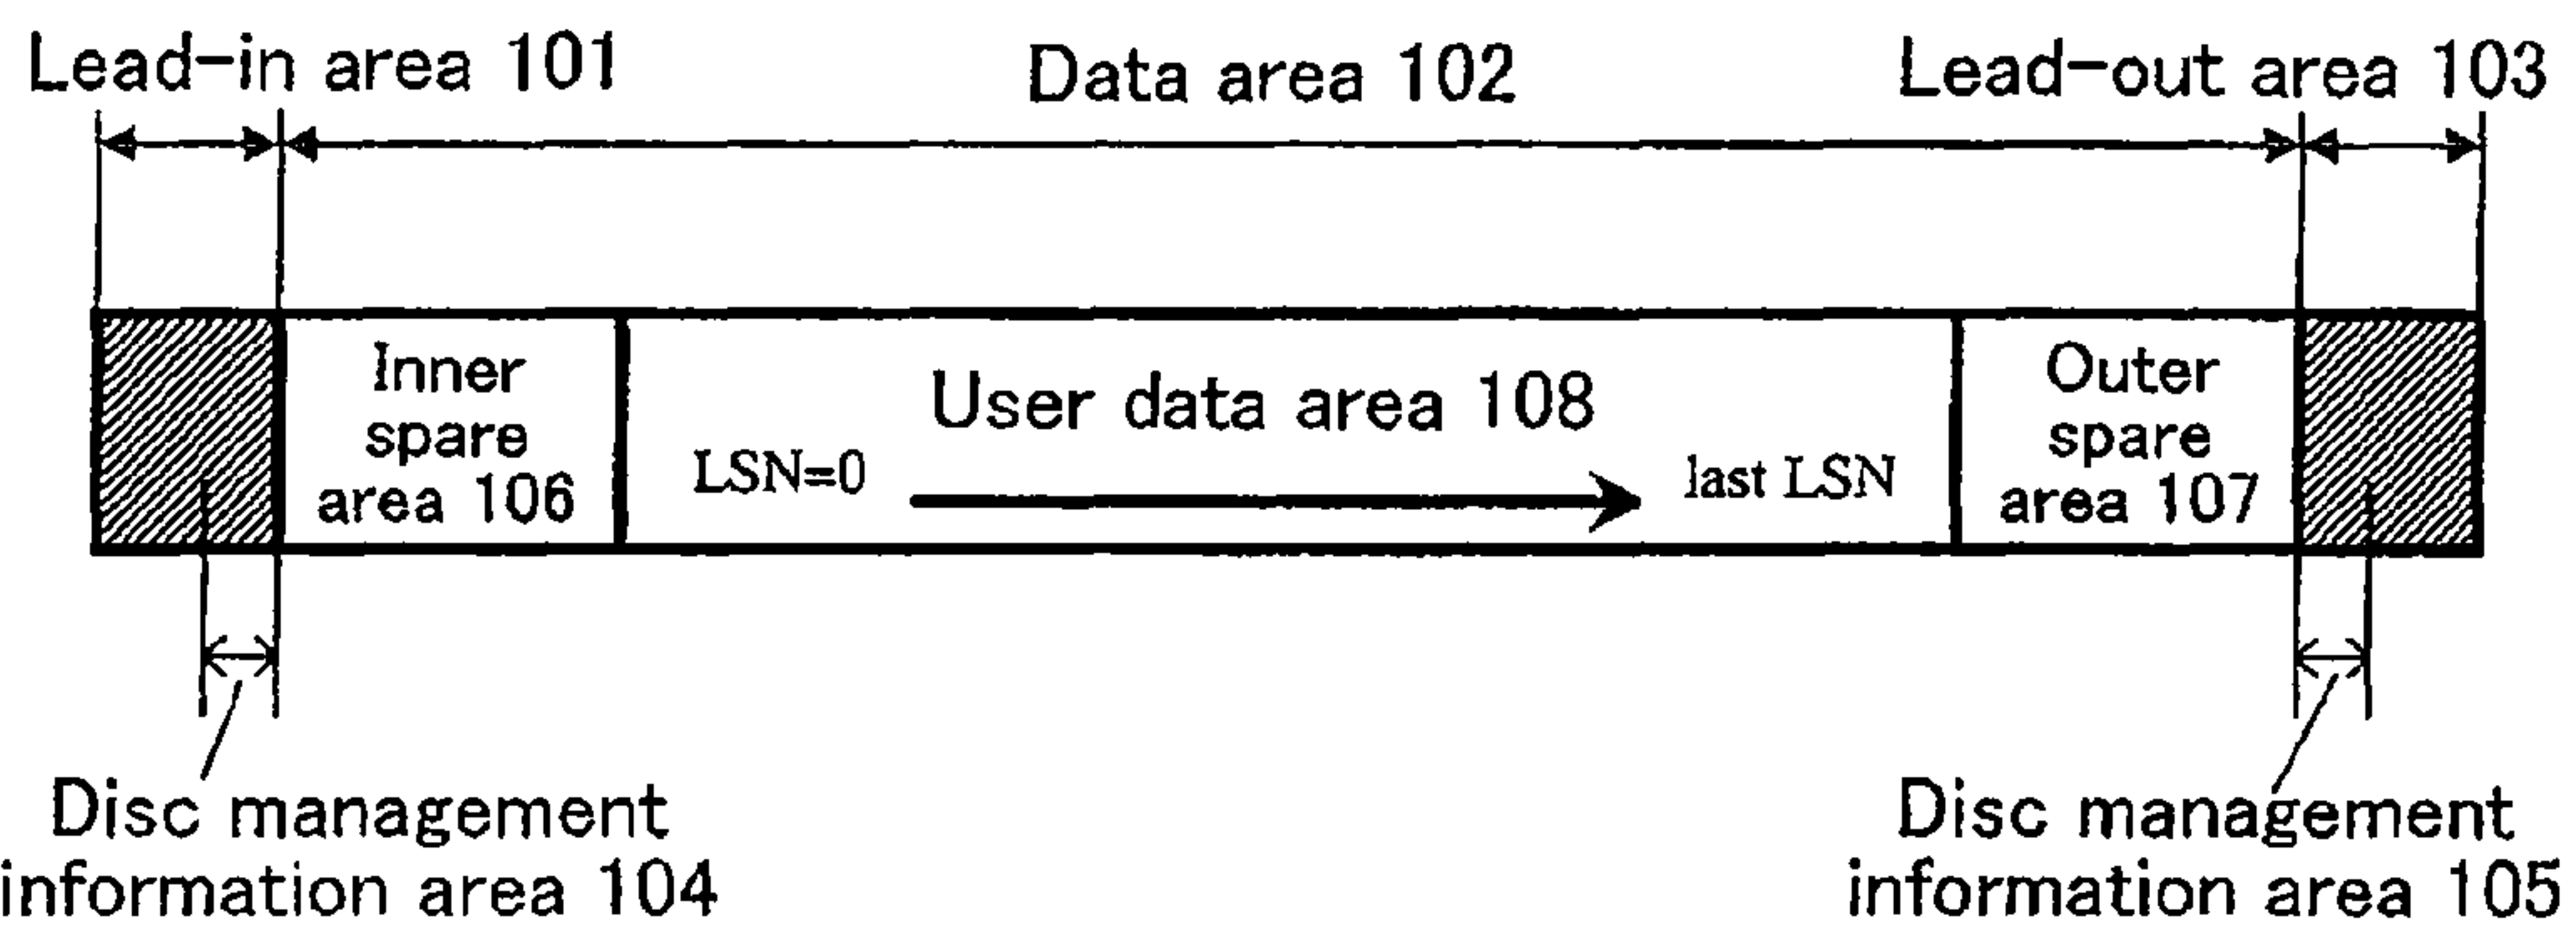 Lead-in area 101
Data area 102
Lead-out area 103
Inner
spare
area 106
User data area 108
LSN=0
last LSN
Outer
spare
area 107
Disc management
information area 104
Disc management
information area 105